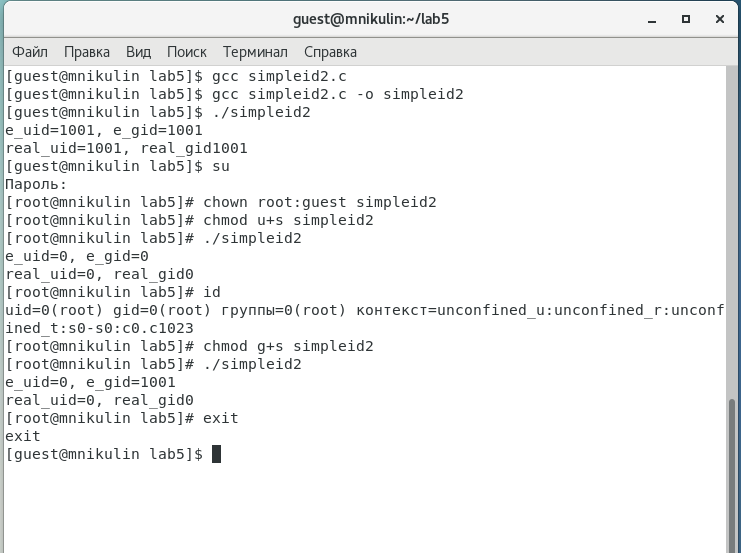 guest@mnikulin:~/lab5
Файл Правка Вид Поиск Терминал Справка
[guest@mnikulin lab5]$ gcc simpleid2.c
[guest@mnikulin lab5]$ gcc simpleid2.c -o simpleid2
[guest@mnikulin lab5]$ ./simpleid2
e_uid=1001, e_gid=1001
real_uid=1001, real_gid1001
[guest@mnikulin lab5]$ su
Пароль:
[root@mnikulin lab5]# chown root:guest simpleid2
[root@mnikulin lab5]# chmod u+s simpleid2
[root@mnikulin lab5]# ./simpleid2
e_uid=0, e_gid=0
real_uid=0, real_gid0
[root@mnikulin lab5]# id
uid=0(root) gid=0(root) группы=0(root) контекст=unconfined_u:unconfined_r:unconf
ined_t:s0-s0:c0.c1023
[root@mnikulin lab5]# chmod g+s simpleid2
[root@mnikulin lab5]# ./simpleid2
e_uid=0, e_gid=1001
real_uid=0, real_gid0
[root@mnikulin lab5]# exit
exit
[guest@mnikulin lab5]$